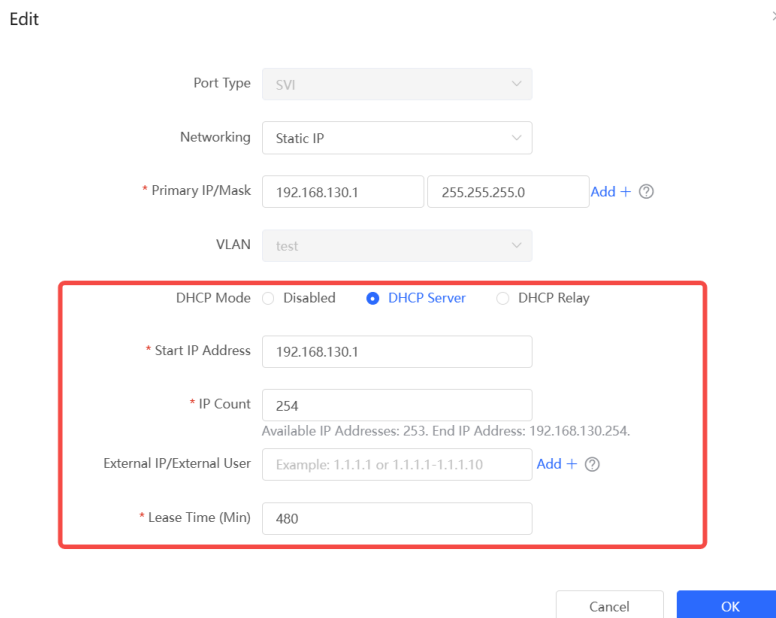 Edit
Port Type SVI
Networking Static IP
* Primary IP/Mask 192.168.130.1 255.255.255.0 Add +
VLAN test
DHCP Mode Disabled DHCP Server DHCP Relay
* Start IP Address 192.168.130.1
* IP Count 254
Available IP Addresses: 253. End IP Address: 192.168.130.254.
External IP/External User Example: 1.1.1.1 or 1.1.1.1-1.1.1.10 Add +
* Lease Time (Min) 480
Cancel OK